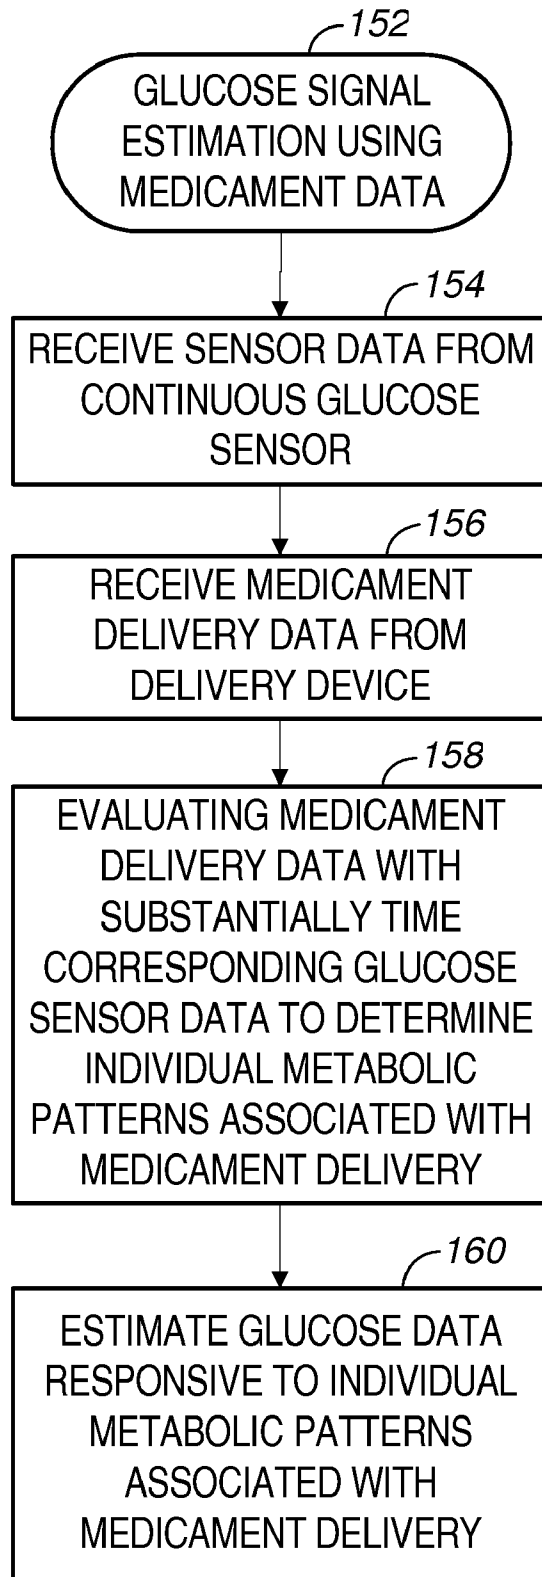 152
GLUCOSE SIGNAL
ESTIMATION USING
MEDICAMENT DATA
154
RECEIVE SENSOR DATA FROM
CONTINUOUS GLUCOSE
SENSOR
156
RECEIVE MEDICAMENT
DELIVERY DATA FROM
DELIVERY DEVICE
158
EVALUATING MEDICAMENT
DELIVERY DATA WITH
SUBSTANTIALLY TIME
CORRESPONDING GLUCOSE
SENSOR DATA TO DETERMINE
INDIVIDUAL METABOLIC
PATTERNS ASSOCIATED WITH
MEDICAMENT DELIVERY
160
ESTIMATE GLUCOSE DATA
RESPONSIVE TO INDIVIDUAL
METABOLIC PATTERNS
ASSOCIATED WITH
MEDICAMENT DELIVERY